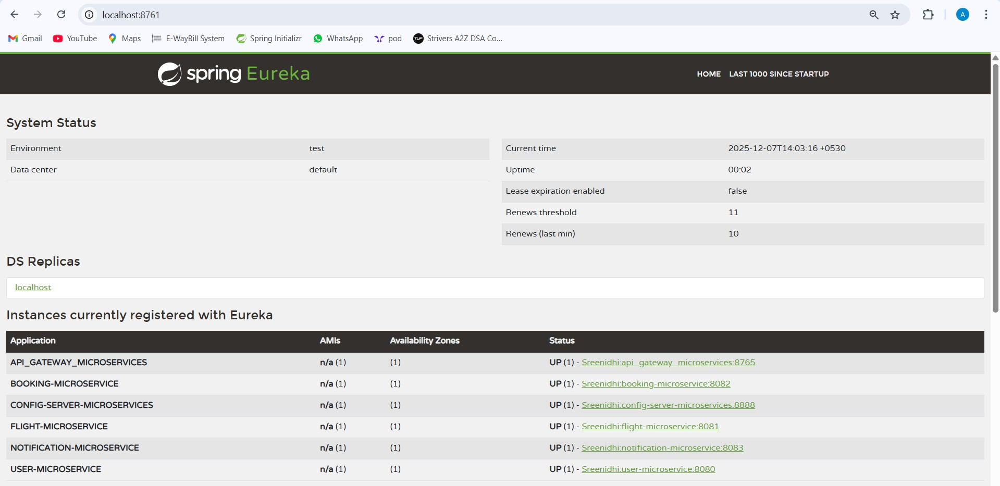 localhost:8761
A
Gmail YouTube Maps E-WayBill System Spring Initializr WhatsApp pod TUF Strivers A2Z DSA Co...
spring Eureka HOME LAST 1000 SINCE STARTUP
System Status
Environment test
Data center default
Current time 2025-12-07T14:03:16 +0530
Uptime 00:02
Lease expiration enabled false
Renews threshold 11
Renews (last min) 10
DS Replicas
localhost
Instances currently registered with Eureka
Application AMIs Availability Zones Status
API_GATEWAY_MICROSERVICES n/a (1) (1) UP (1) - Sreenidhi:api_gateway_microservices:8765
BOOKING-MICROSERVICE n/a (1) (1) UP (1) - Sreenidhi:booking-microservice:8082
CONFIG-SERVER-MICROSERVICES n/a (1) (1) UP (1) - Sreenidhi:config-server-microservices:8888
FLIGHT-MICROSERVICE n/a (1) (1) UP (1) - Sreenidhi:flight-microservice:8081
NOTIFICATION-MICROSERVICE n/a (1) (1) UP (1) - Sreenidhi:notification-microservice:8083
USER-MICROSERVICE n/a (1) (1) UP (1) - Sreenidhi:user-microservice:8080